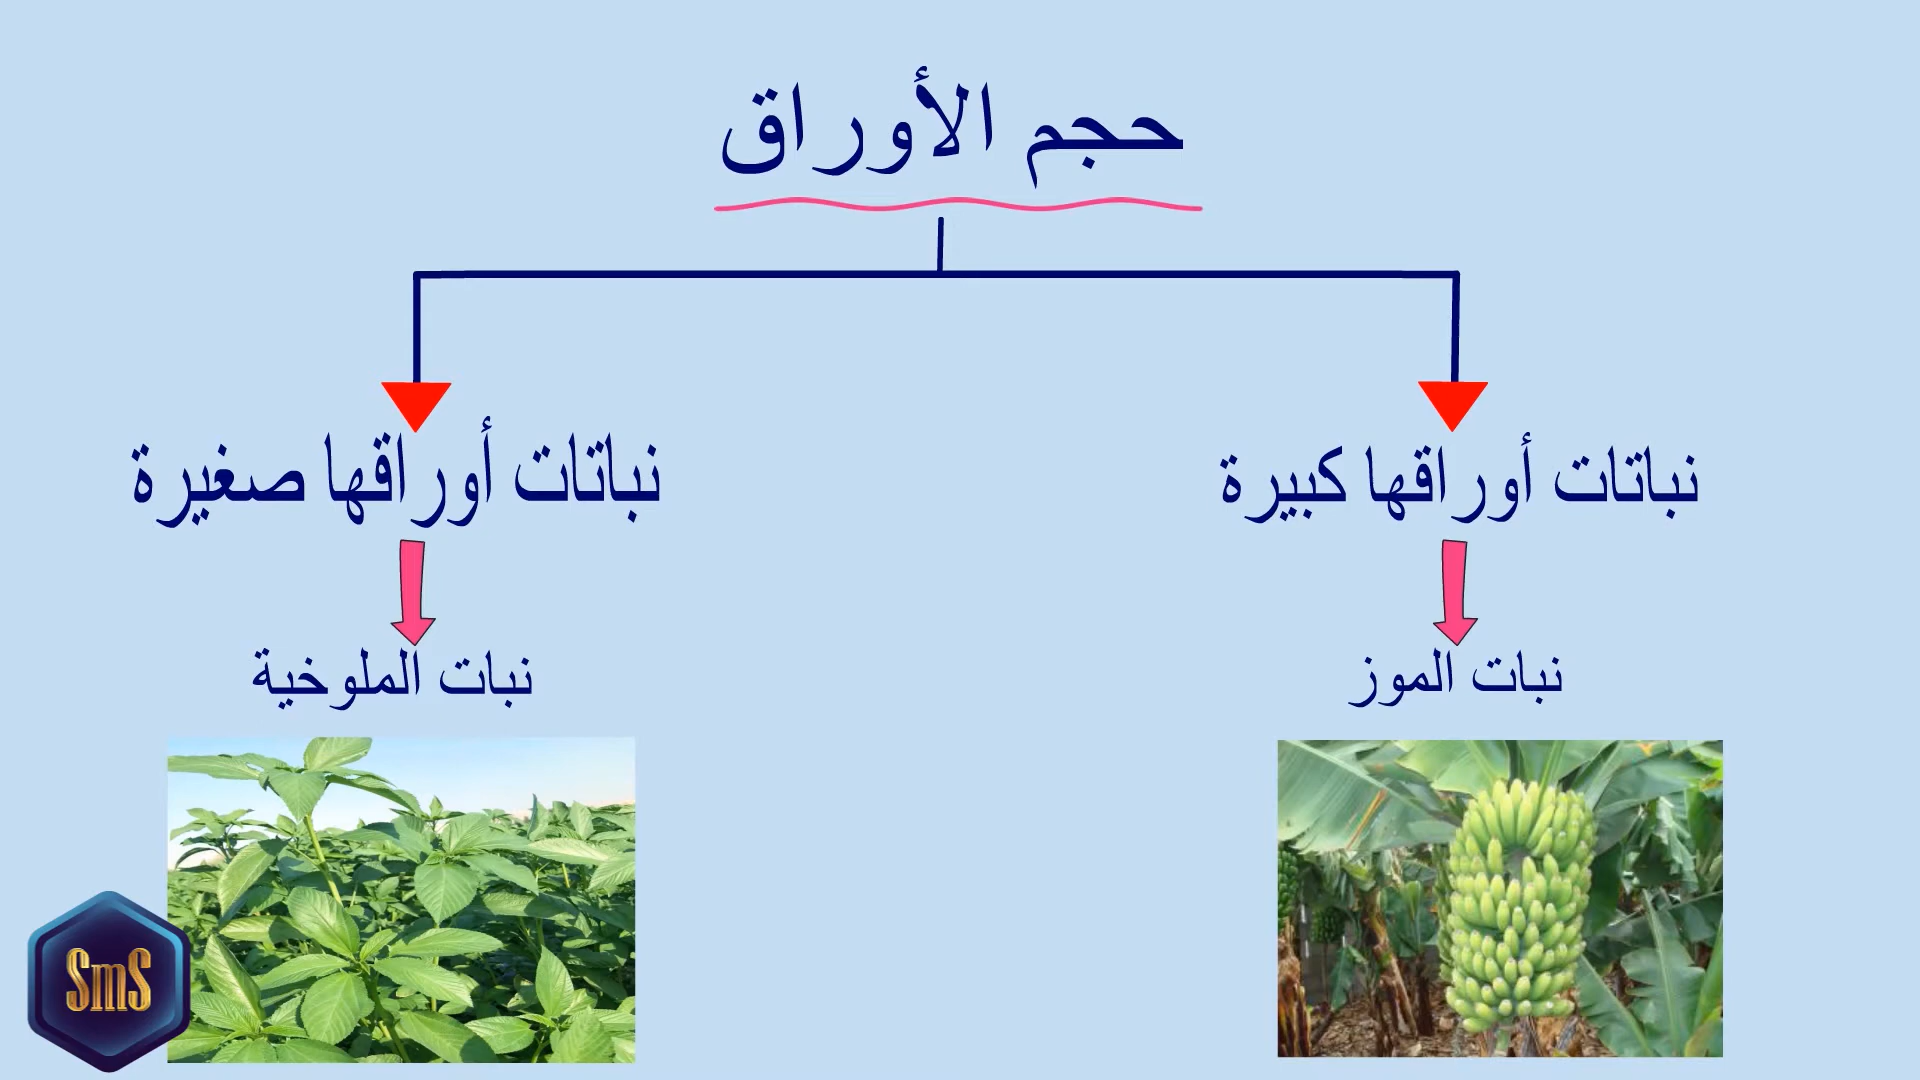 حجم الأوراق
نباتات أوراقها كبيرة
نباتات أوراقها صغيرة
نبات الموز
نبات الملوخية
SmS